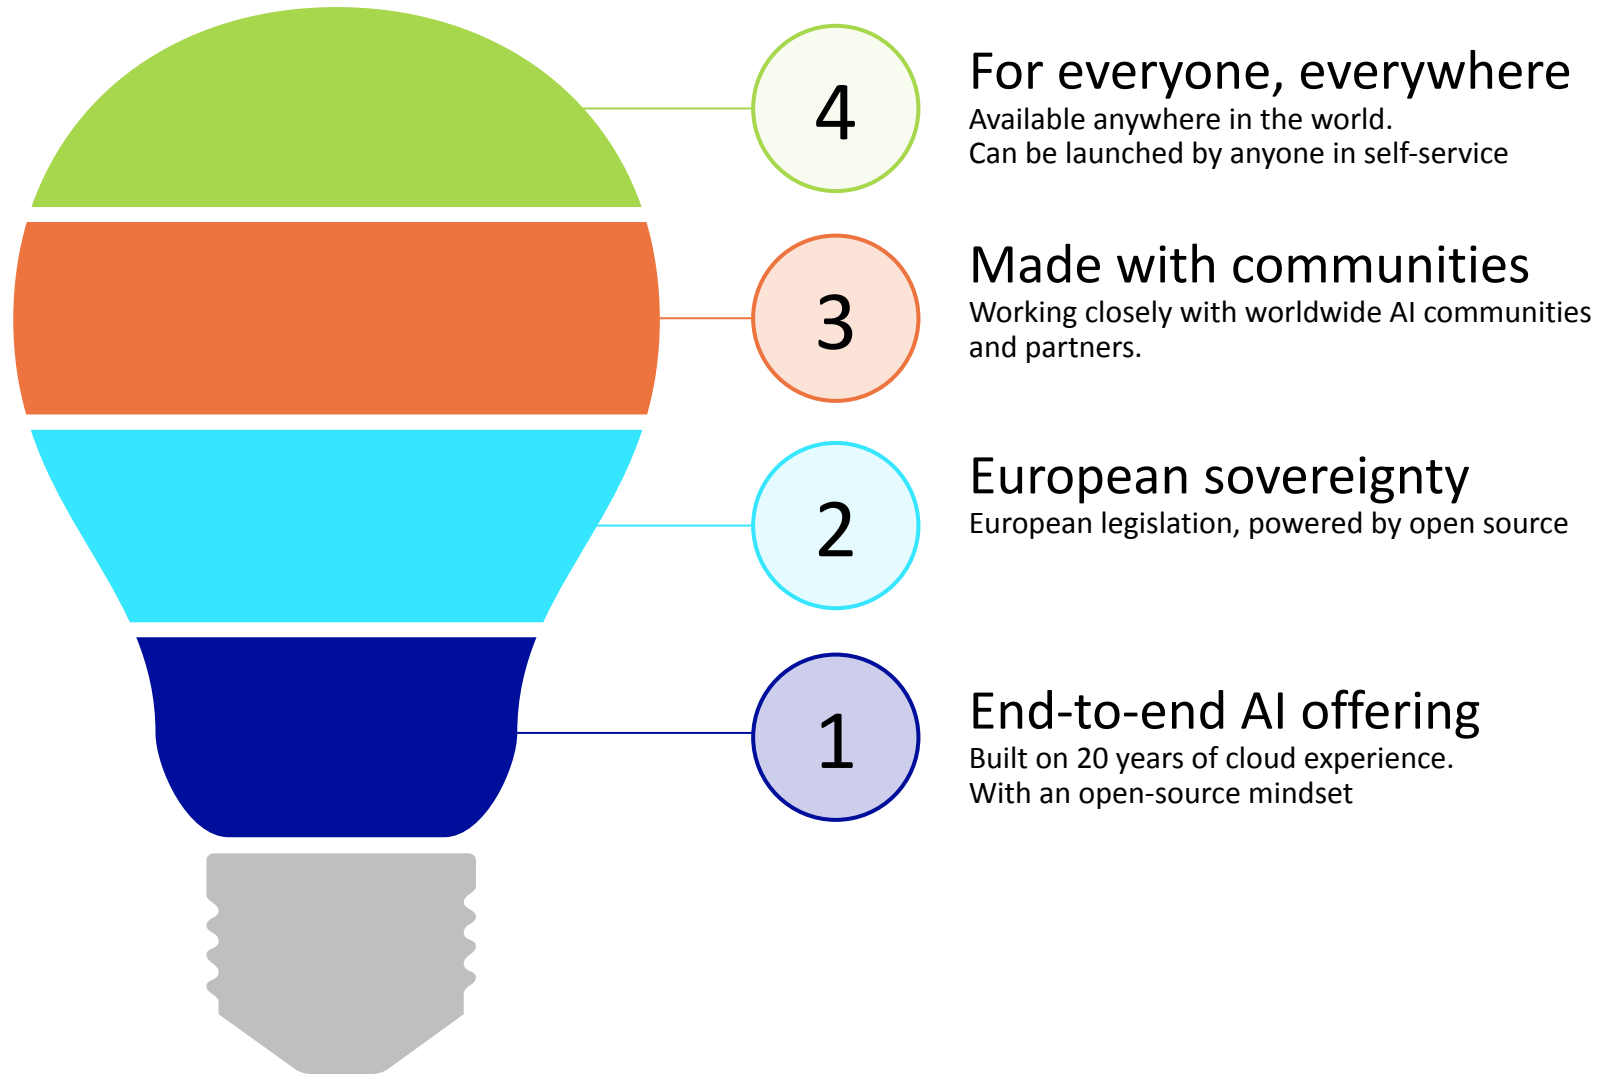 4
For everyone, everywhere
Available anywhere in the world.
Can be launched by anyone in self-service
3
Made with communities
Working closely with worldwide AI communities
and partners.
2
European sovereignty
European legislation, powered by open source
1
End-to-end AI offering
Built on 20 years of cloud experience.
With an open-source mindset